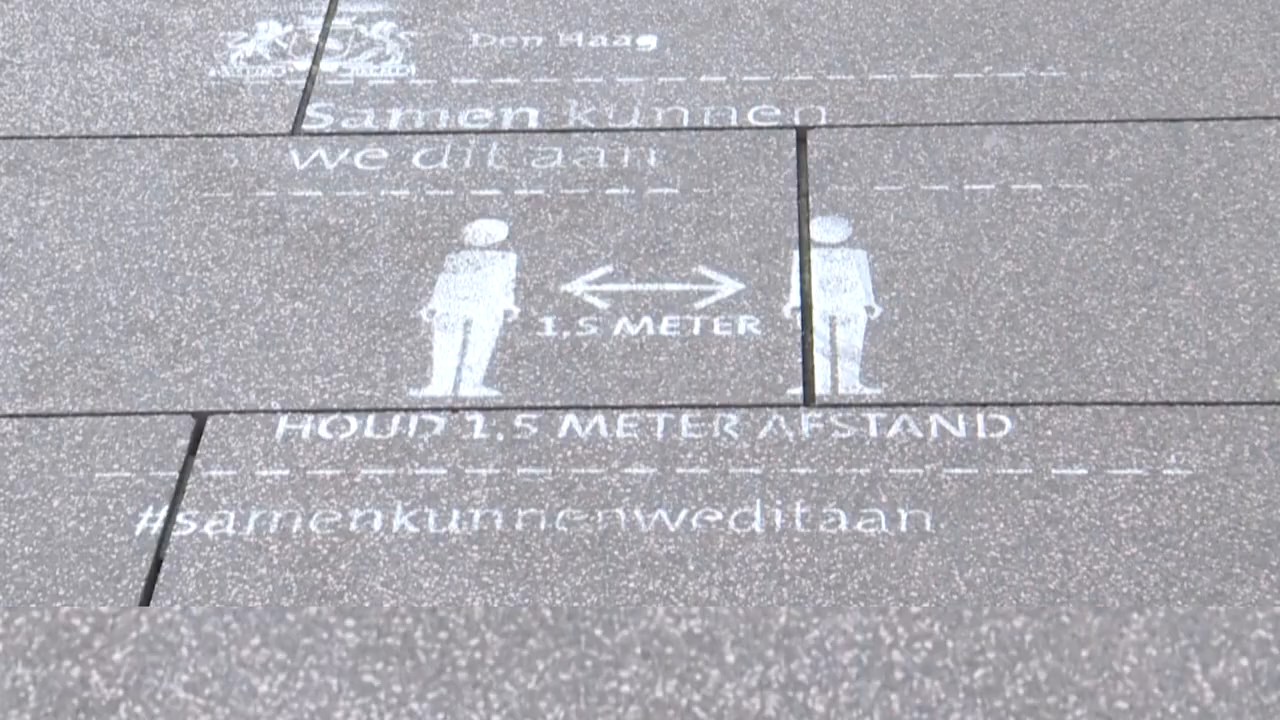 Den Haag
Samen kunnen
we dit aan
1.5 METER
HOUD 1.5 METER AFSTAND
#samenkunnenweditaan